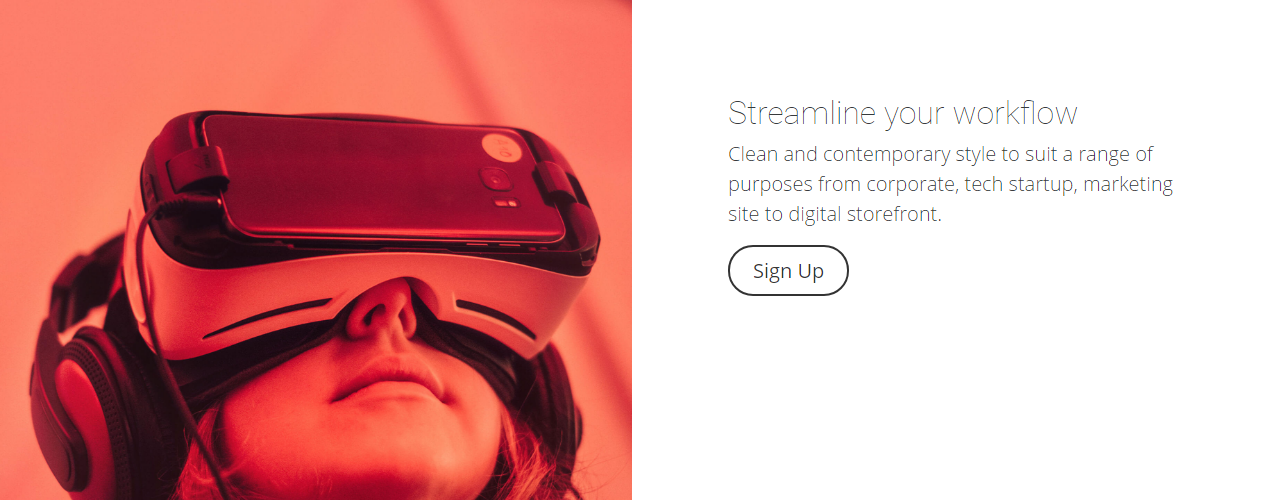 Streamline your workflow
Clean and contemporary style to suit a range of
purposes from corporate, tech startup, marketing
site to digital storefront.
Sign Up